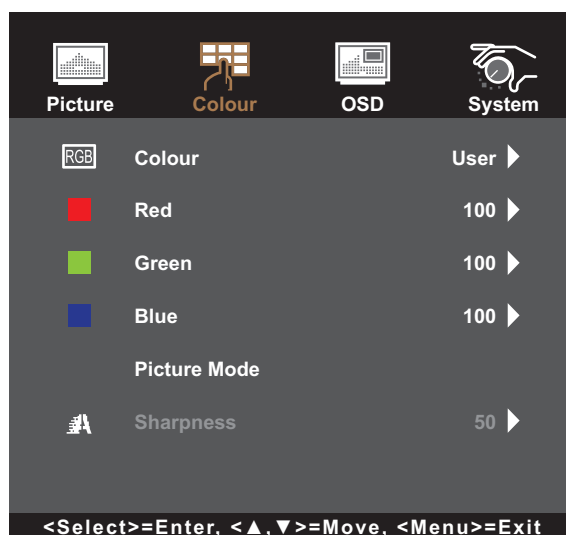 Picture Colour OSD System
RGB Colour User
Red 100
Green 100
Blue 100
Picture Mode
Sharpness 50
<Select>=Enter, <▲,▼>=Move, <Menu>=Exit